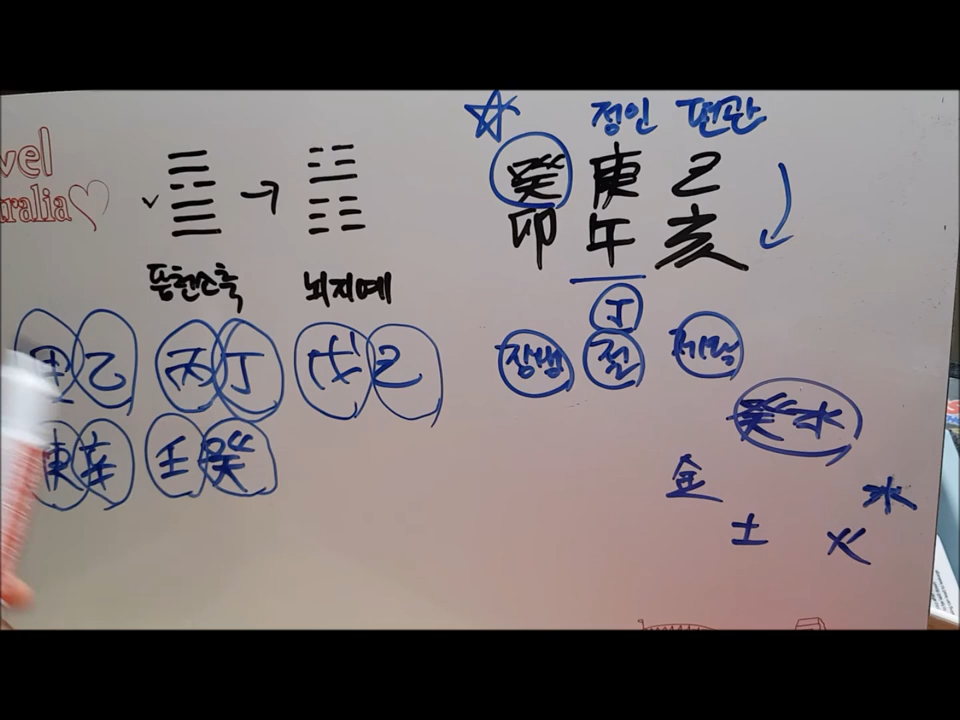 vel
tralia
정인 편관
癸 庚 己
卯 午 亥
풍천소축 뇌지예
甲 乙 丙 丁 戊 己
庚 辛 壬 癸
丁
장생 절 제왕
癸水
金 水
土 火